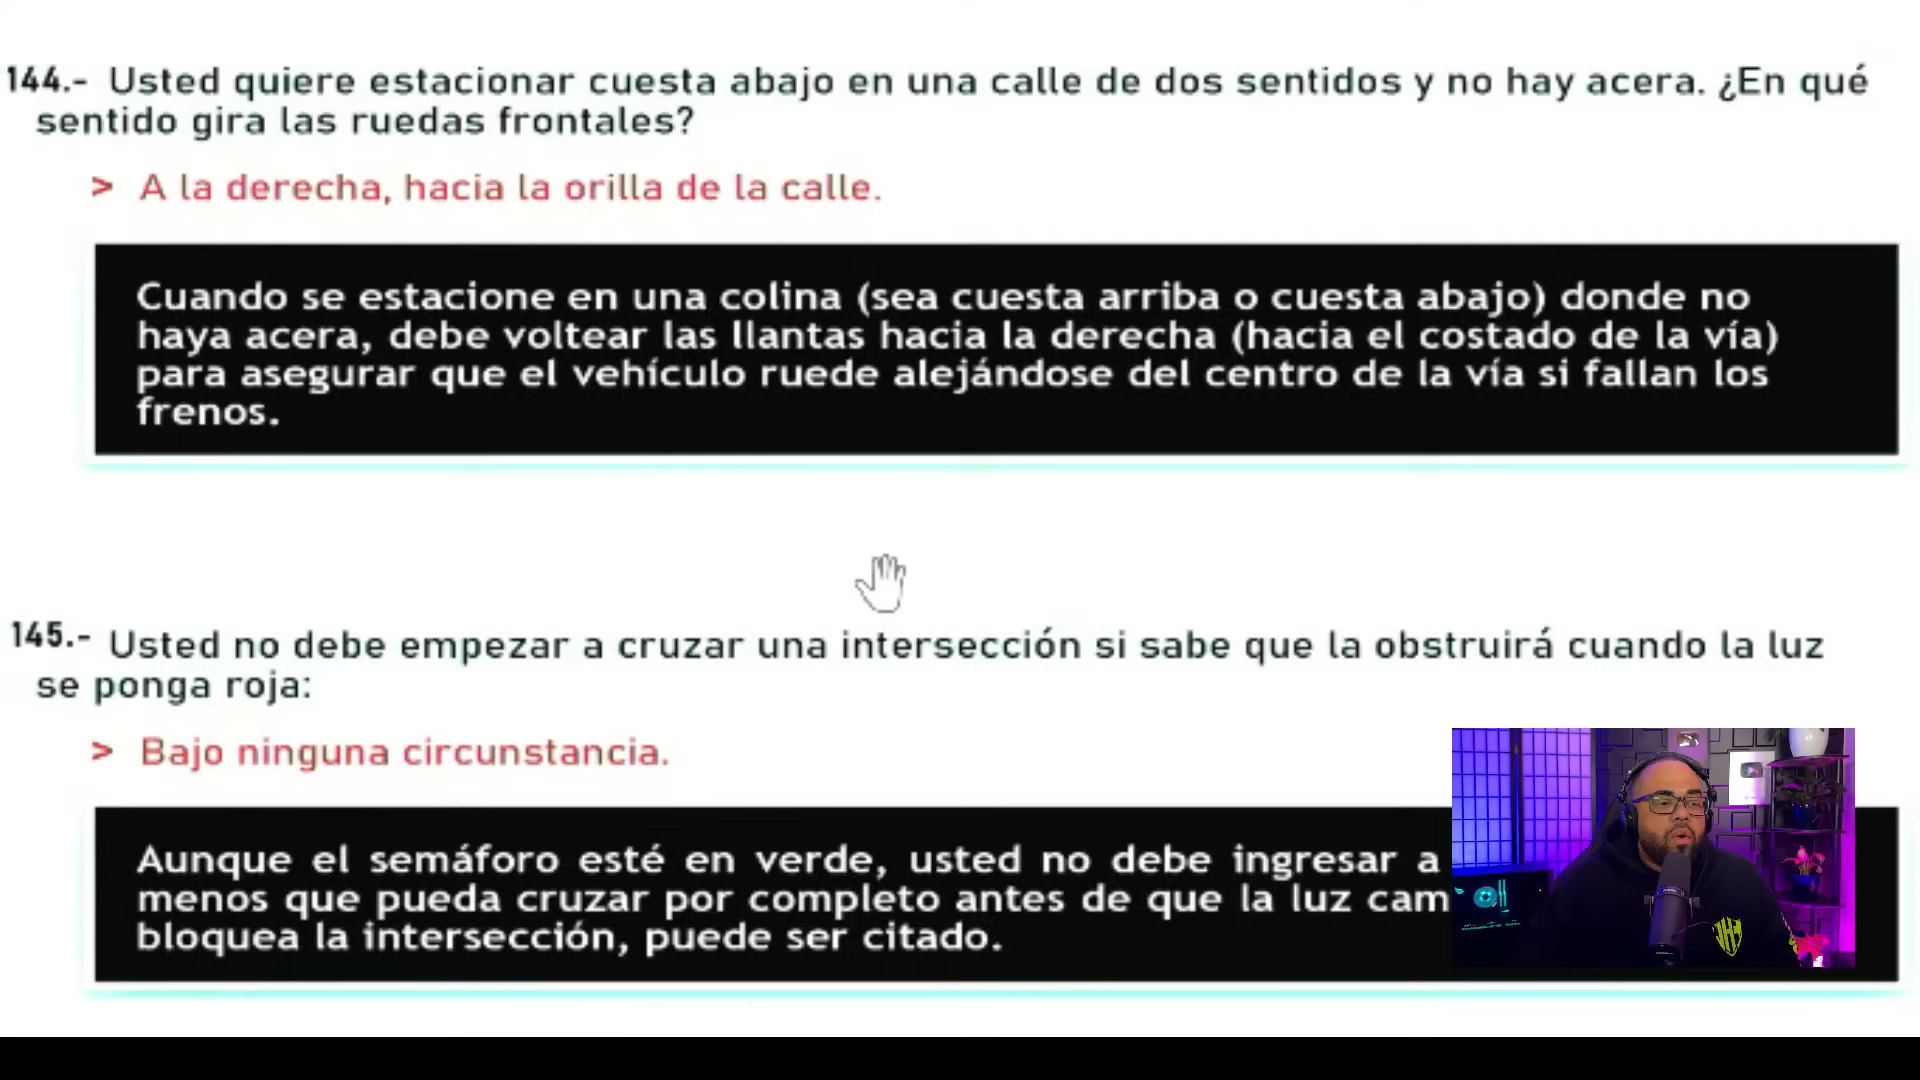 144.- Usted quiere estacionar cuesta abajo en una calle de dos sentidos y no hay acera. ¿En qué
sentido gira las ruedas frontales?
> A la derecha, hacia la orilla de la calle.
Cuando se estacione en una colina (sea cuesta arriba o cuesta abajo) donde no
haya acera, debe voltear las llantas hacia la derecha (hacia el costado de la vía)
para asegurar que el vehículo ruede alejándose del centro de la vía si fallan los
frenos.
145.- Usted no debe empezar a cruzar una intersección si sabe que la obstruirá cuando la luz
se ponga roja:
> Bajo ninguna circunstancia.
Aunque el semáforo esté en verde, usted no debe ingresar a
menos que pueda cruzar por completo antes de que la luz cam
bloquea la intersección, puede ser citado.